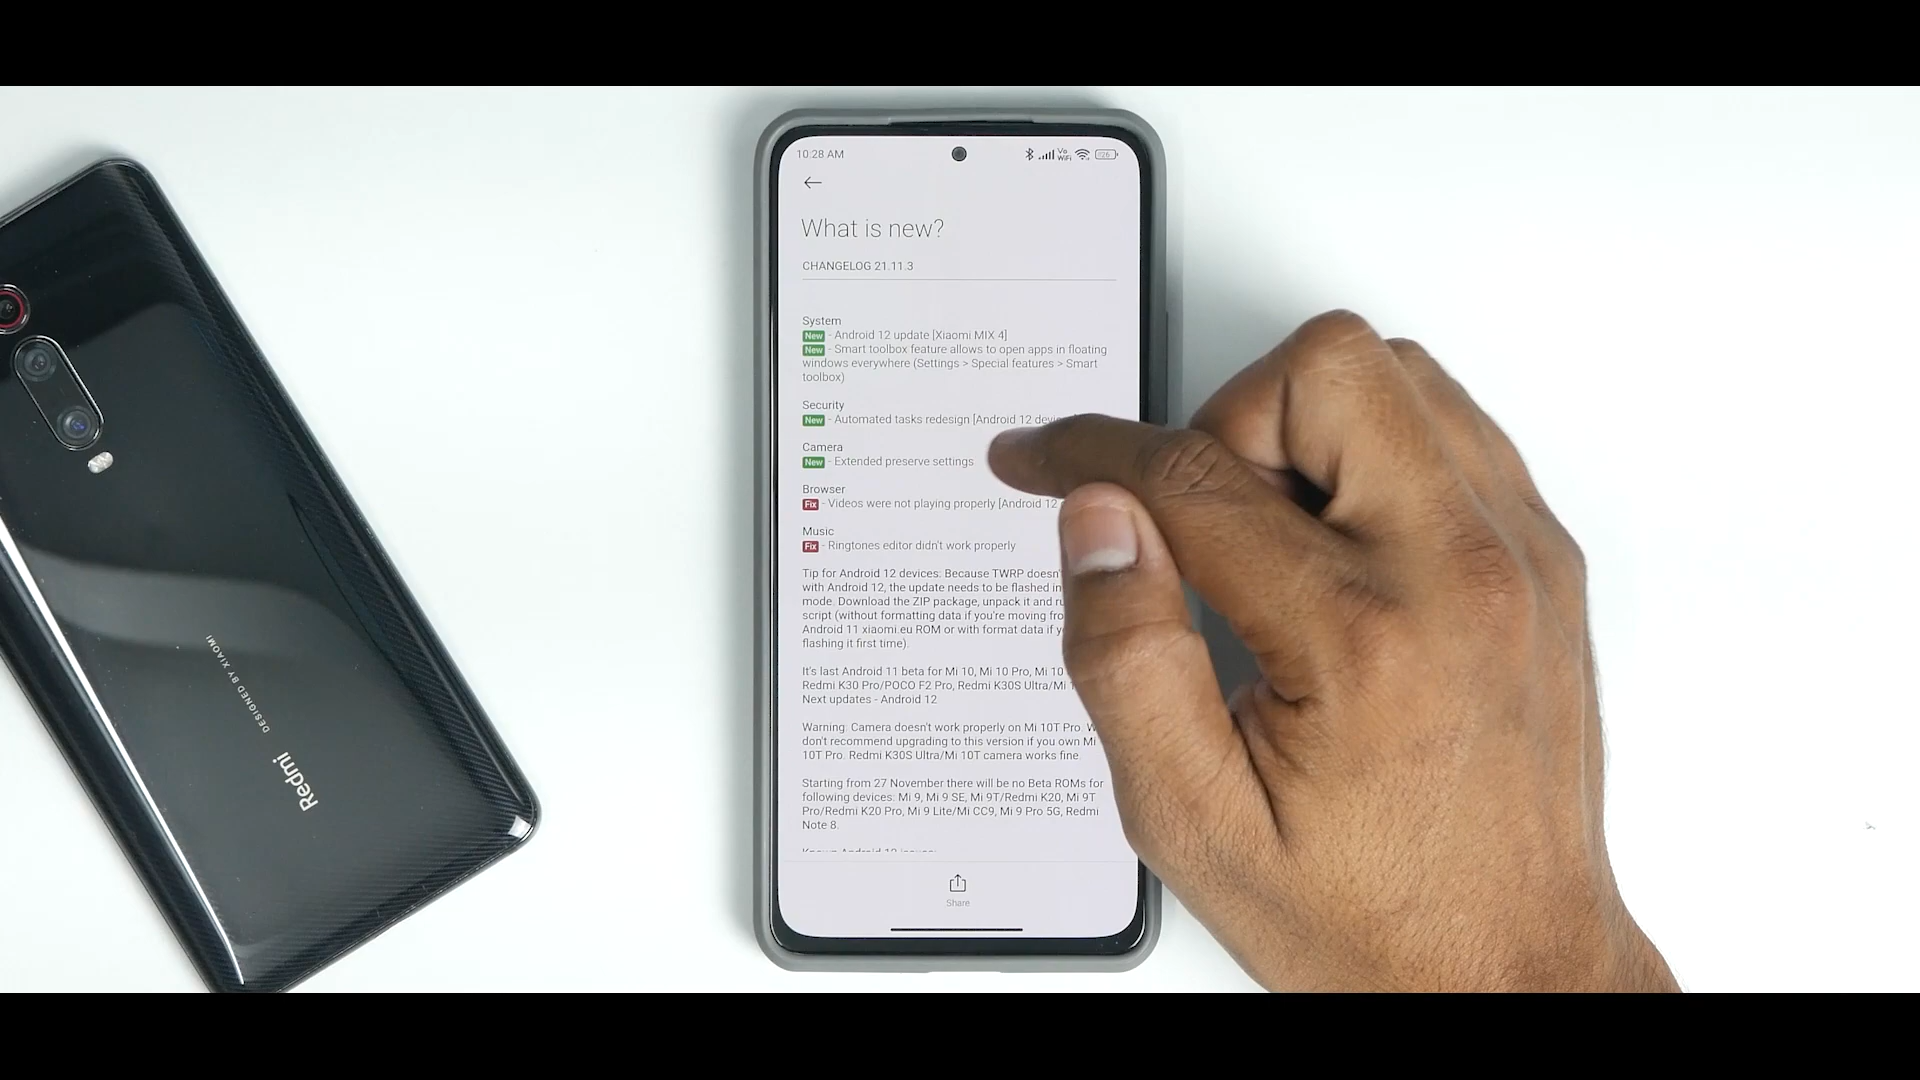 10:28 AM
Vo
WiFi
26
What is new?
CHANGELOG 21.11.3
System
New - Android 12 update [Xiaomi MIX 4]
New - Smart toolbox feature allows to open apps in floating
windows everywhere (Settings > Special features > Smart
toolbox)
Security
New - Automated tasks redesign [Android 12
Camera
New - Extended preserve settings
Browser
Fix - Videos were not playing properly [Android 12
Music
Fix - Ringtones editor didn't work properly
Tip for Android 12 devices: Because TWRP
with Android 12, the update needs to be flashed in
mode. Download the ZIP package, unpack it and
script (without formatting data if you're moving
Android 11 xiaomi.eu ROM or with format data if
flashing it first time).
It's last Android 11 beta for Mi 10, Mi 10 Pro, Mi 10
Redmi K30 Pro/POCO F2 Pro, Redmi K30S Ultra/Mi
Next updates - Android 12
Warning: Camera doesn't work properly on Mi 10T Pro.
don't recommend upgrading to this version if you own Mi
10T Pro. Redmi K30S Ultra/Mi 10T camera works fine.
Starting from 27 November there will be no Beta ROMs for
following devices: Mi 9, Mi 9 SE, Mi 9T/Redmi K20, Mi 9T
Pro/Redmi K20 Pro, Mi 9 Lite/Mi CC9, Mi 9 Pro 5G, Redmi
Note 8.
Share
Redmi
DESIGNED BY XIAOMI